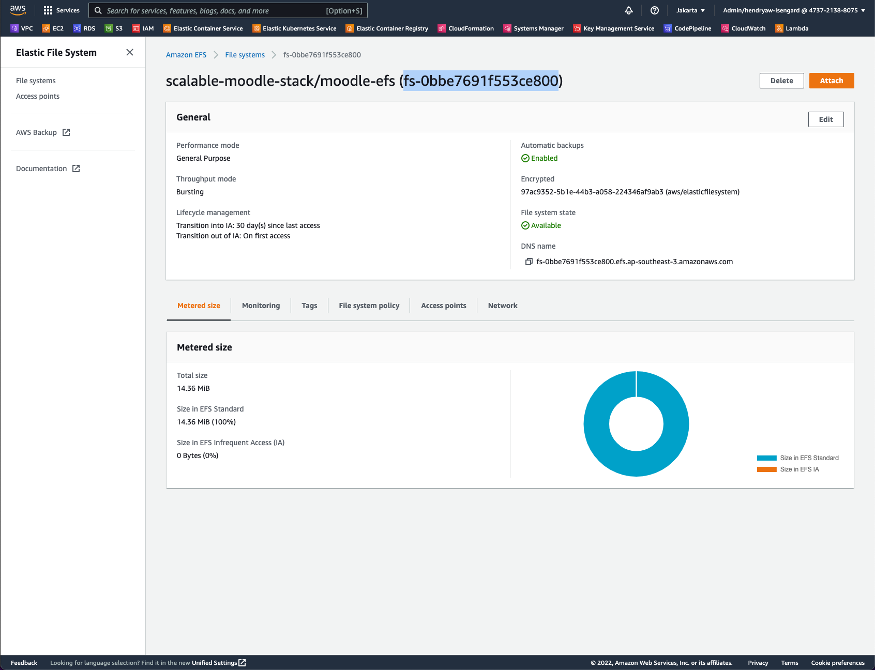 aws
Services
Search for services, features, blogs, docs, and more [Option+S]
Jakarta
Admin/hendryaw-Isengard @ 4737-2138-8075
VPC EC2 RDS S3 IAM Elastic Container Service Elastic Kubernetes Service Elastic Container Registry CloudFormation Systems Manager Key Management Service CodePipeline CloudWatch Lambda
Elastic File System
File systems
Access points
AWS Backup
Documentation
Amazon EFS > File systems > fs-0bbe7691f553ce800
scalable-moodle-stack/moodle-efs (fs-0bbe7691f553ce800)
Delete
Attach
General
Edit
Performance mode
General Purpose
Throughput mode
Bursting
Lifecycle management
Transition into IA: 30 day(s) since last access
Transition out of IA: On first access
Automatic backups
Enabled
Encrypted
97ac9352-5b1e-44b3-a058-224346af9ab3 (aws/elasticfilesystem)
File system state
Available
DNS name
fs-0bbe7691f553ce800.efs.ap-southeast-3.amazonaws.com
Metered size Monitoring Tags File system policy Access points Network
Metered size
Total size
14.36 MiB
Size in EFS Standard
14.36 MiB (100%)
Size in EFS Infrequent Access (IA)
0 Bytes (0%)
Size in EFS Standard
Size in EFS IA
Feedback Looking for language selection? Find it in the new Unified Settings © 2022, Amazon Web Services, Inc. or its affiliates. Privacy Terms Cookie preferences